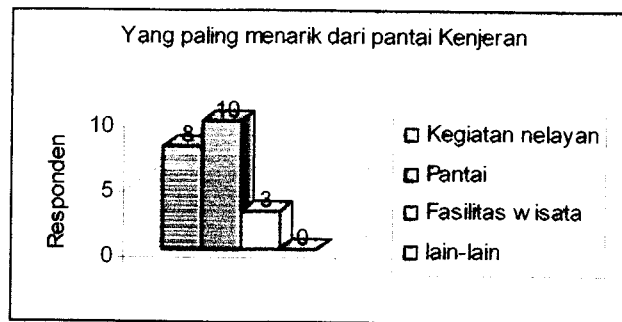 Yang paling menarik dari pantai Kenjeran
Responden
10
5
0
8
10
3
0
Kegiatan nelayan
Pantai
Fasilitas wisata
lain-lain